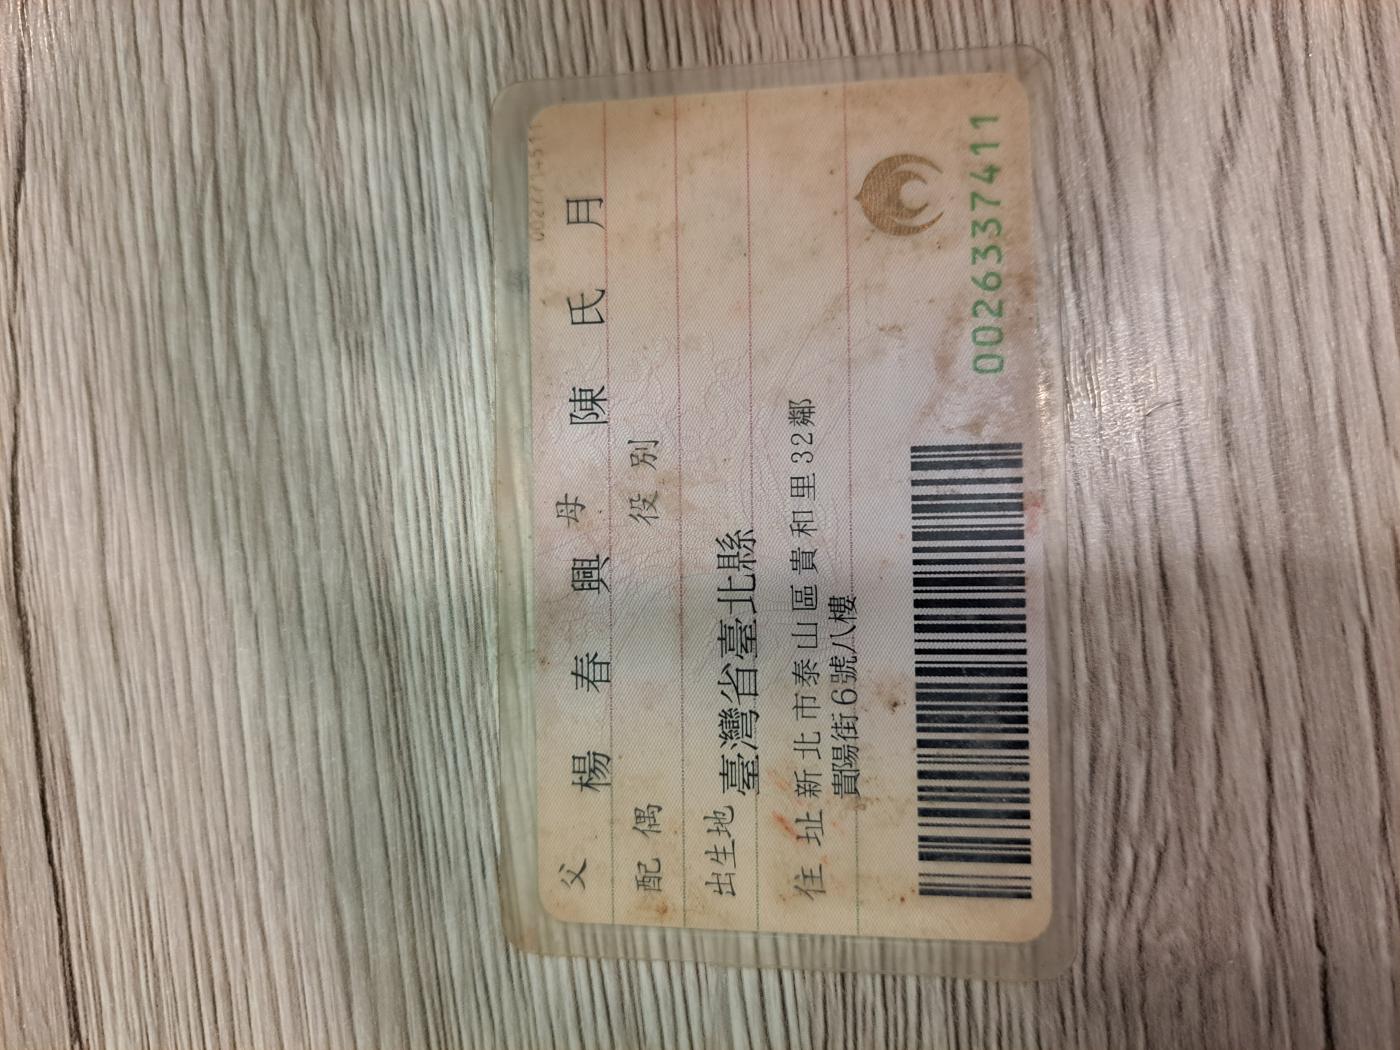 父 楊春興 母 陳氏月
配偶 役別
出生地 臺灣省臺北縣
住址 新北市泰山區貴和里32鄰
貴陽街6號八樓
0026337411